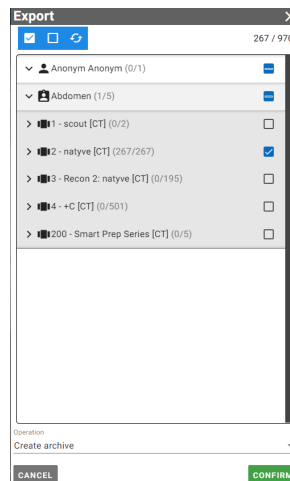 Export
267 / 970
Anonym Anonym (0/1)
Abdomen (1/5)
1 - scout [CT] (0/2)
2 - natyve [CT] (267/267)
3 - Recon 2: natyve [CT] (0/195)
4 - +C [CT] (0/501)
200 - Smart Prep Series [CT] (0/5)
Operation
Create archive
CANCEL
CONFIRM